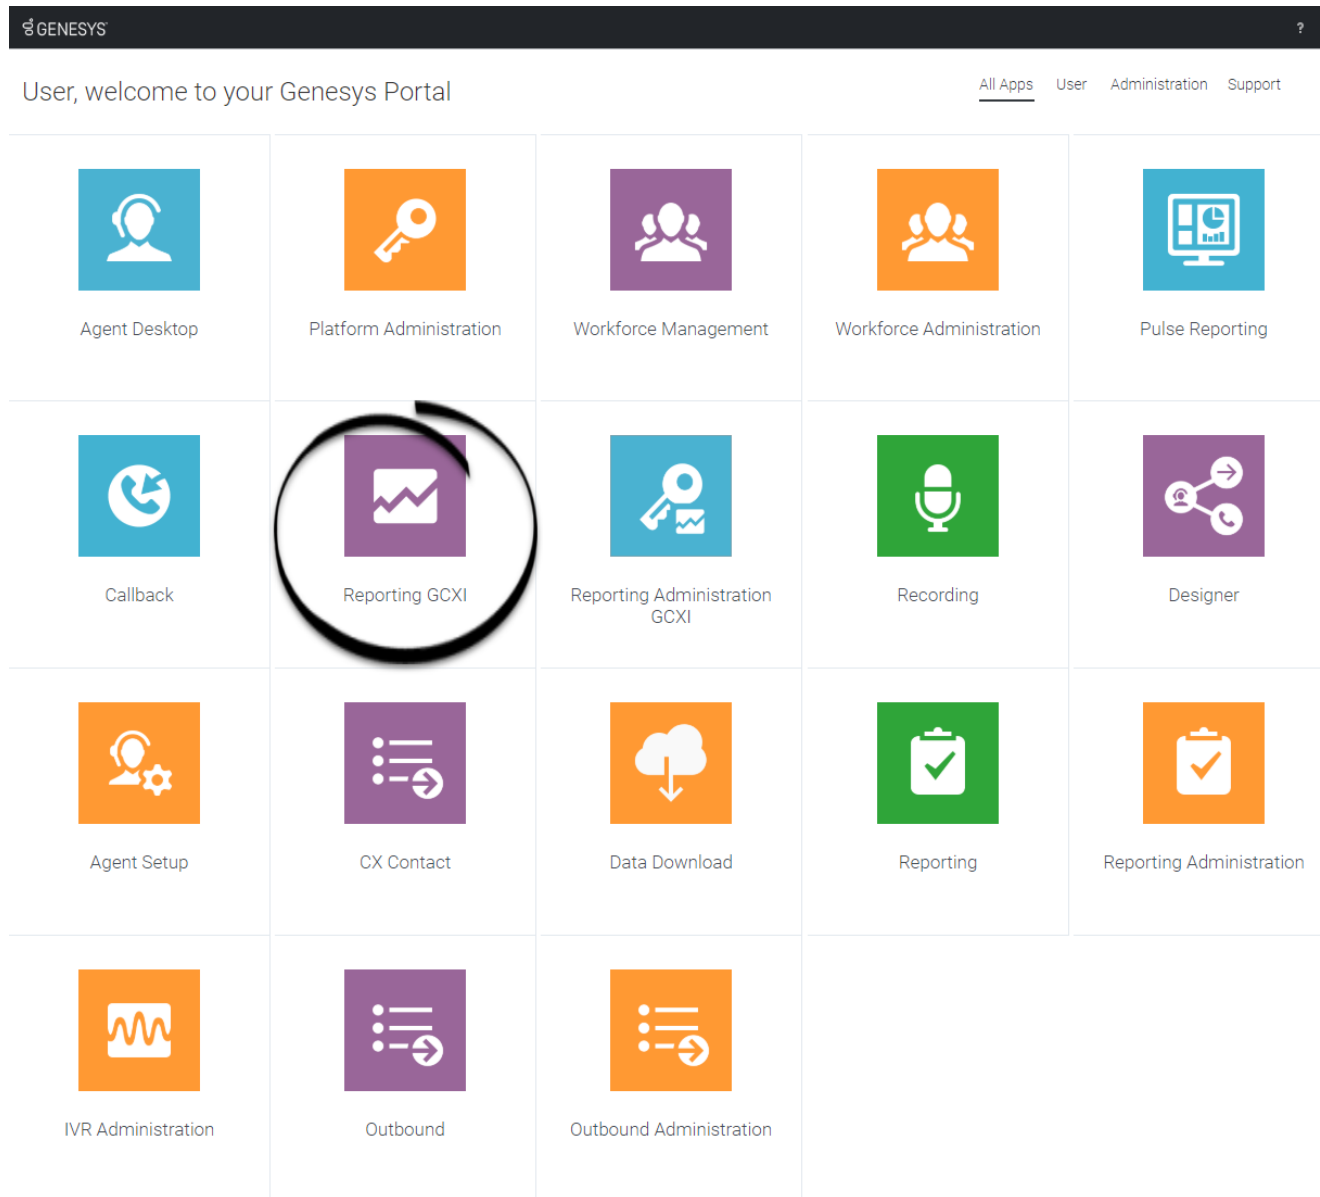 GENESYS
?
User, welcome to your Genesys Portal
All Apps User Administration Support
Agent Desktop
Platform Administration
Workforce Management
Workforce Administration
Pulse Reporting
Callback
Reporting GCXI
Reporting Administration
GCXI
Recording
Designer
Agent Setup
CX Contact
Data Download
Reporting
Reporting Administration
IVR Administration
Outbound
Outbound Administration